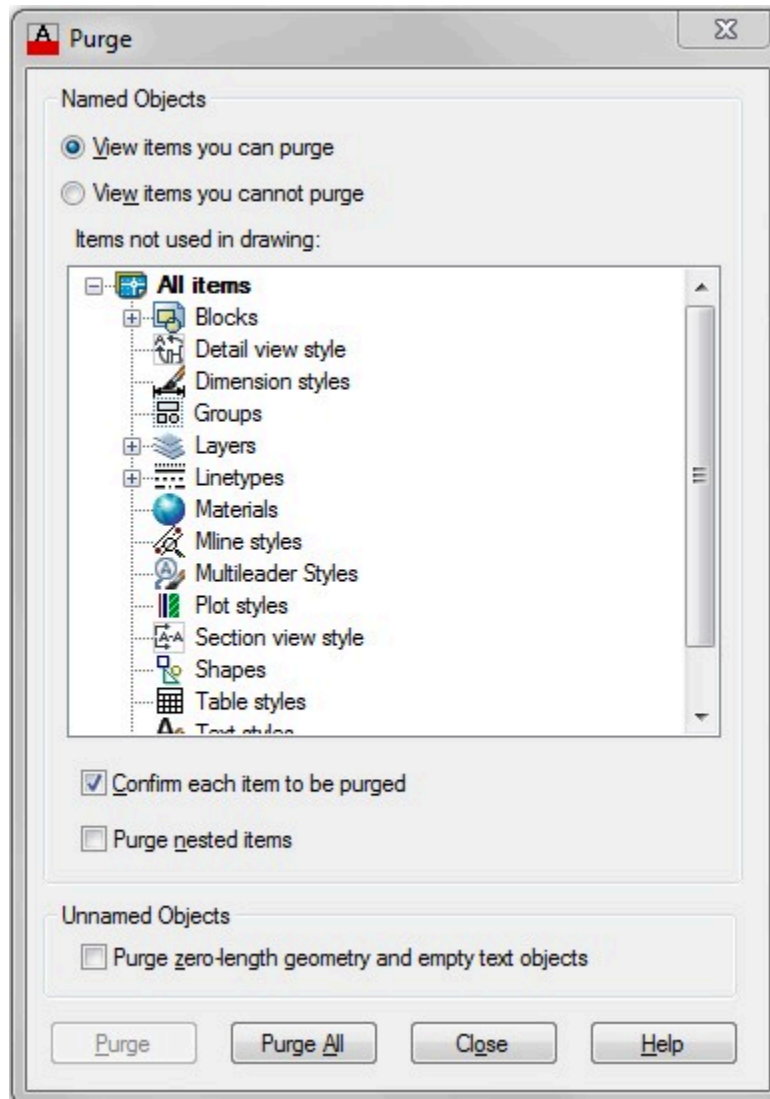 Purge
Named Objects
View items you can purge
View items you cannot purge
Items not used in drawing:
All items
Blocks
Detail view style
Dimension styles
Groups
Layers
Linetypes
Materials
Mline styles
Multileader Styles
Plot styles
Section view style
Shapes
Table styles
Text styles
Confirm each item to be purged
Purge nested items
Unnamed Objects
Purge zero-length geometry and empty text objects
Purge Purge All Close Help